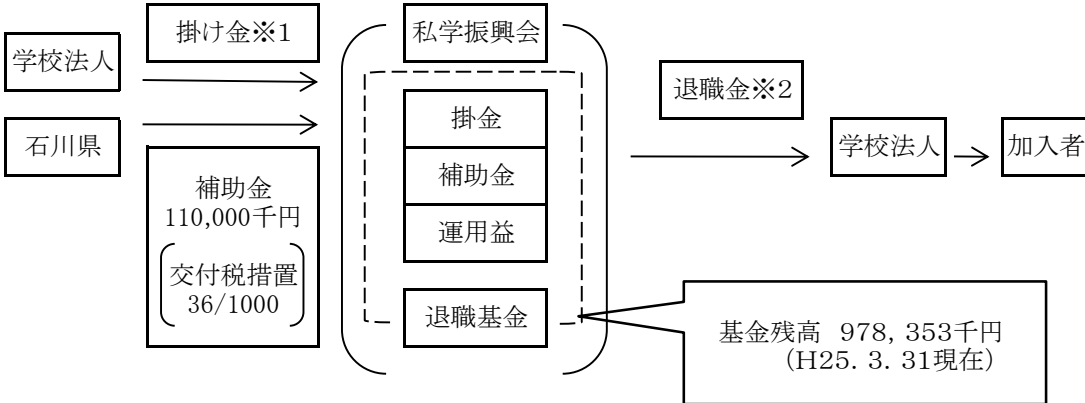 掛け金※1
私学振興会
学校法人
石川県
補助金
110,000千円
交付税措置
36/1000
掛金
補助金
運用益
退職基金
退職金※2
学校法人
加入者
基金残高 978,353千円
(H25.3.31現在)